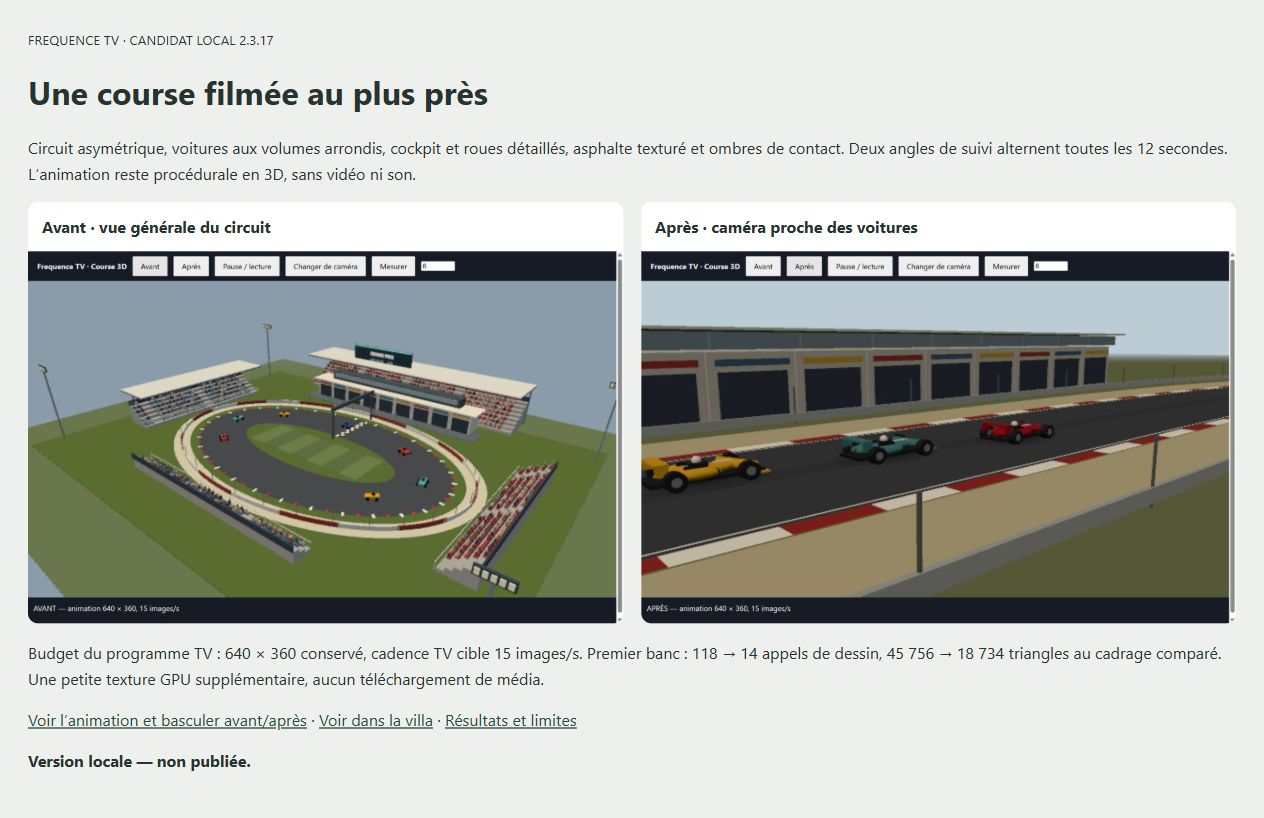 FREQUENCE TV · CANDIDAT LOCAL 2.3.17
Une course filmée au plus près
Circuit asymétrique, voitures aux volumes arrondis, cockpit et roues détaillés, asphalte texturé et ombres de contact. Deux angles de suivi alternent toutes les 12 secondes.
L’animation reste procédurale en 3D, sans vidéo ni son.
Avant · vue générale du circuit
Frequence TV · Course 3D Avant Après Pause / lecture Changer de caméra Mesurer 6
GRAND PRIX
AVANT — animation 640 × 360, 15 images/s
Après · caméra proche des voitures
Frequence TV · Course 3D Avant Après Pause / lecture Changer de caméra Mesurer 6
APRÈS — animation 640 × 360, 15 images/s
Budget du programme TV : 640 × 360 conservé, cadence TV cible 15 images/s. Premier banc : 118 → 14 appels de dessin, 45 756 → 18 734 triangles au cadrage comparé.
Une petite texture GPU supplémentaire, aucun téléchargement de média.
Voir l’animation et basculer avant/après · Voir dans la villa · Résultats et limites
Version locale — non publiée.